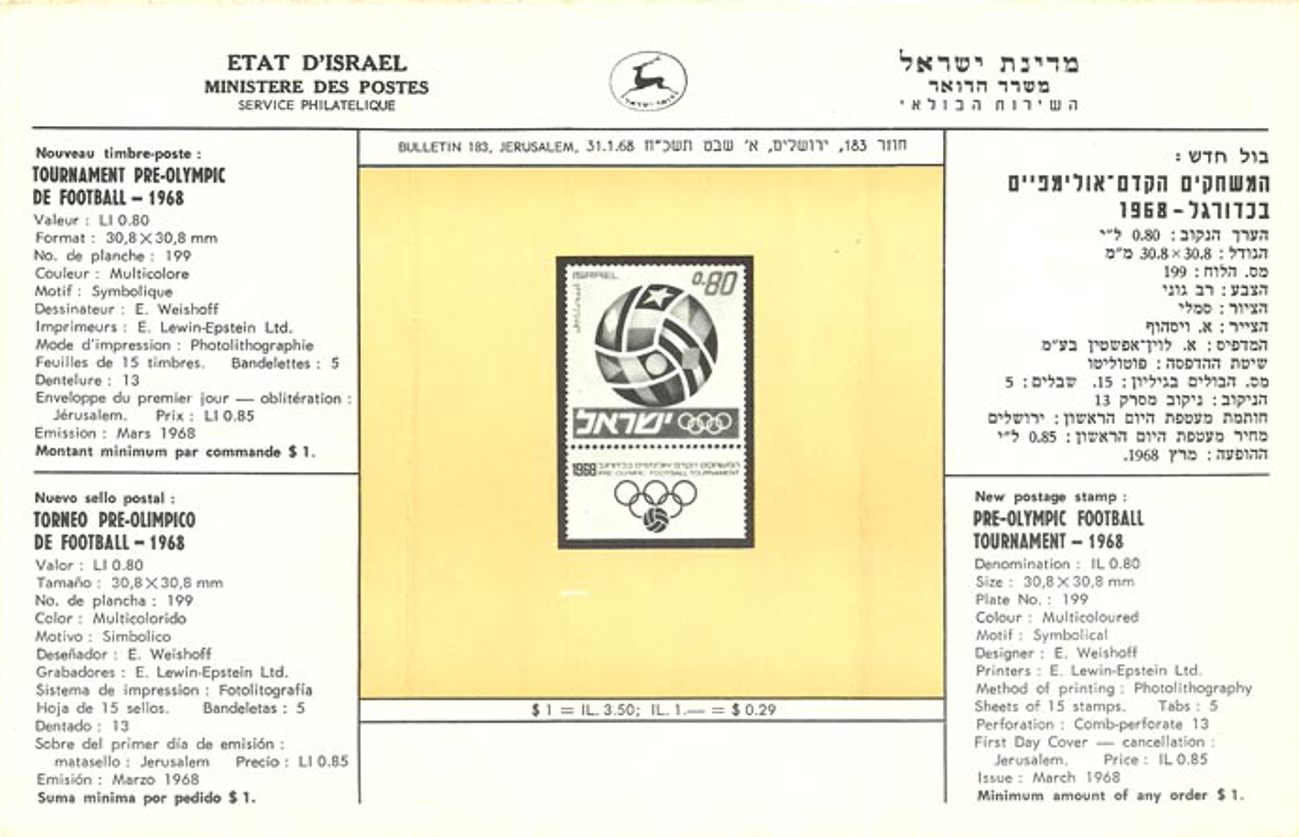 ETAT D'ISRAEL
MINISTERE DES POSTES
SERVICE PHILATELIQUE
מדינת ישראל
משרד הדואר
השירות הבולאי
BULLETIN 183, JERUSALEM, 31.1.68 חוזר 183, ירושלים, א' שבט תשכ"ח
Nouveau timbre-poste :
TOURNAMENT PRE-OLYMPIC
DE FOOTBALL – 1968
Valeur : LI 0.80
Format : 30,8 X 30,8 mm
No. de planche : 199
Couleur : Multicolore
Motif : Symbolique
Dessinateur : E. Weishoff
Imprimeurs : E. Lewin-Epstein Ltd.
Mode d'impression : Photolithographie
Feuilles de 15 timbres. Bandelettes : 5
Dentelure : 13
Enveloppe du premier jour — oblitération :
Jérusalem. Prix : LI 0.85
Emission : Mars 1968
Montant minimum par commande $ 1.
בול חדש :
המשחקים הקדם־אולימפיים
בכדורגל – 1968
הערך הנקוב : 0.80 ל"י
הגודל : 30.8 × 30.8 מ"מ
מס. הלוח : 199
הצבע : רב גוני
הציור : סמלי
הצייר : א. ויסהוף
המדפיס : א. לוין־אפשטין בע"מ
שיטת ההדפסה : פוטוליטו
מס. הבולים בגיליון : 15. שבלים : 5
הניקוב : ניקוב מסרק 13
חותמת מעטפת היום הראשון : ירושלים
מחיר מעטפת היום הראשון : 0.85 ל"י
ההופעה : מרץ 1968.
ISRAEL 0.80
ישראל
1968 המשחקים הקדם-אולימפיים בכדורגל
PRE-OLYMPIC FOOTBALL TOURNAMENT
Nuevo sello postal :
TORNEO PRE-OLIMPICO
DE FOOTBALL – 1968
Valor : LI 0.80
Tamaño : 30,8 X 30,8 mm
No. de plancha : 199
Color : Multicolorido
Motivo : Simbolico
Deseñador : E. Weishoff
Grabadores : E. Lewin-Epstein Ltd.
Sistema de impression : Fotolitografía
Hoja de 15 sellos. Bandeletas : 5
Dentado : 13
Sobre del primer día de emisión :
matasello : Jerusalem Precio : LI 0.85
Emisión : Marzo 1968
Suma minima por pedido $ 1.
New postage stamp :
PRE-OLYMPIC FOOTBALL
TOURNAMENT – 1968
Denomination : IL 0.80
Size : 30,8 X 30,8 mm
Plate No. : 199
Colour : Multicoloured
Motif : Symbolical
Designer : E. Weishoff
Printers : E. Lewin-Epstein Ltd.
Method of printing : Photolithography
Sheets of 15 stamps. Tabs : 5
Perforation : Comb-perforate 13
First Day Cover — cancellation :
Jerusalem. Price : IL 0.85
Issue : March 1968
Minimum amount of any order $ 1.
$ 1 = IL. 3.50; IL. 1.— = $ 0.29